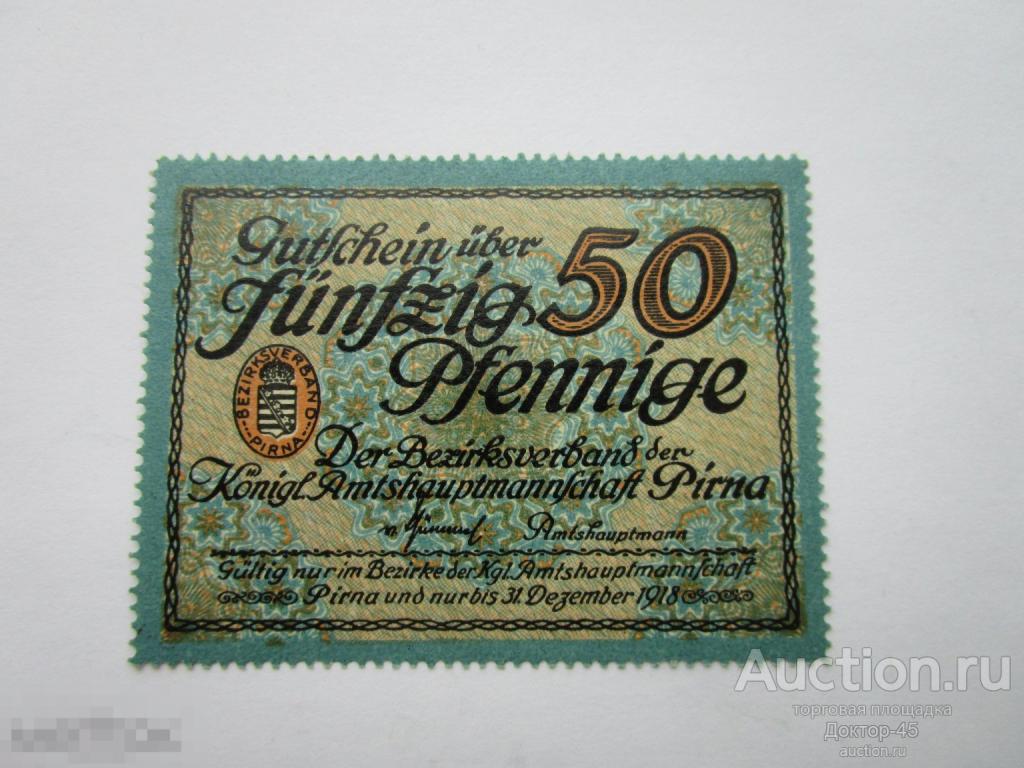 Gutschein über
fünfzig 50
Pfennige
BEZIRKSVERBAND
PIRNA
Der Bezirksverband der
Königl. Amtshauptmannschaft Pirna
Amtshauptmann
Gültig nur im Bezirke der Kgl. Amtshauptmannschaft
Pirna und nur bis 31. Dezember 1918
Auction.ru
торговая площадка
Доктор-45
auction.ru